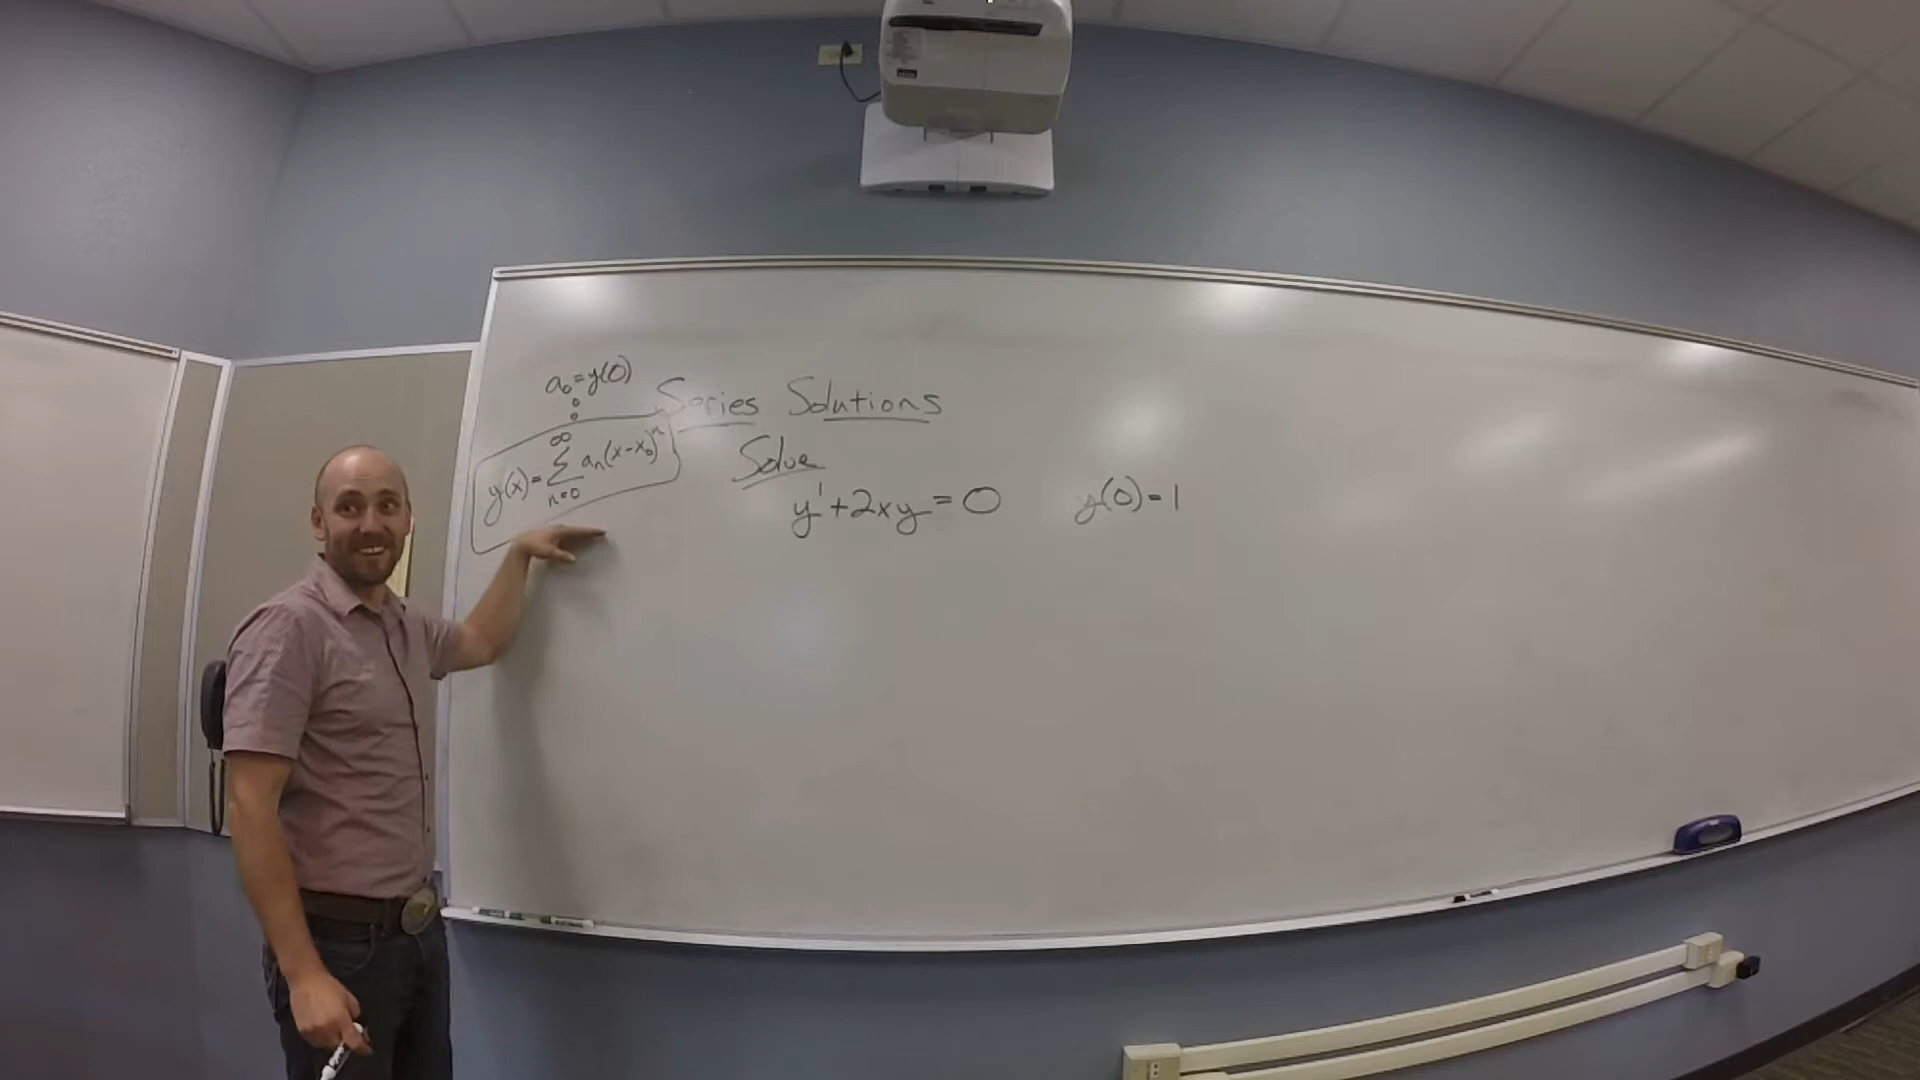 a₀=y(0)
Series Solutions
y(x)=∑ₙ₌₀^∞ aₙ(x-x₀)ⁿ
Solve
y'+2xy=0 y(0)=1